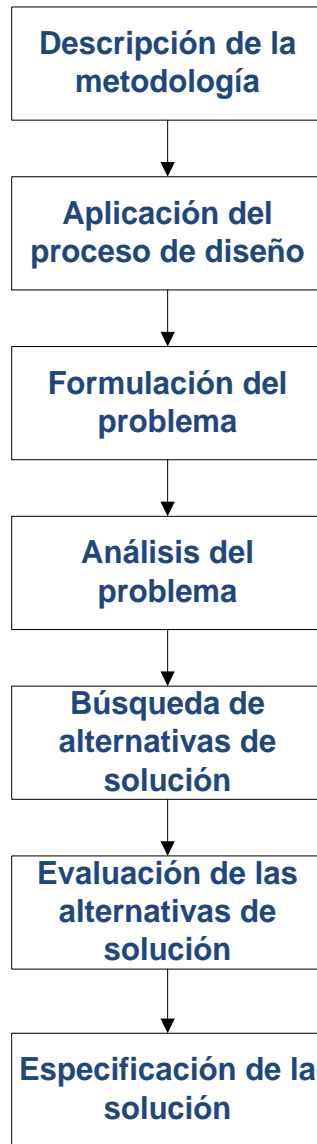 Descripción de la
metodología
Aplicación del
proceso de diseño
Formulación del
problema
Análisis del
problema
Búsqueda de
alternativas de
solución
Evaluación de las
alternativas de
solución
Especificación de la
solución